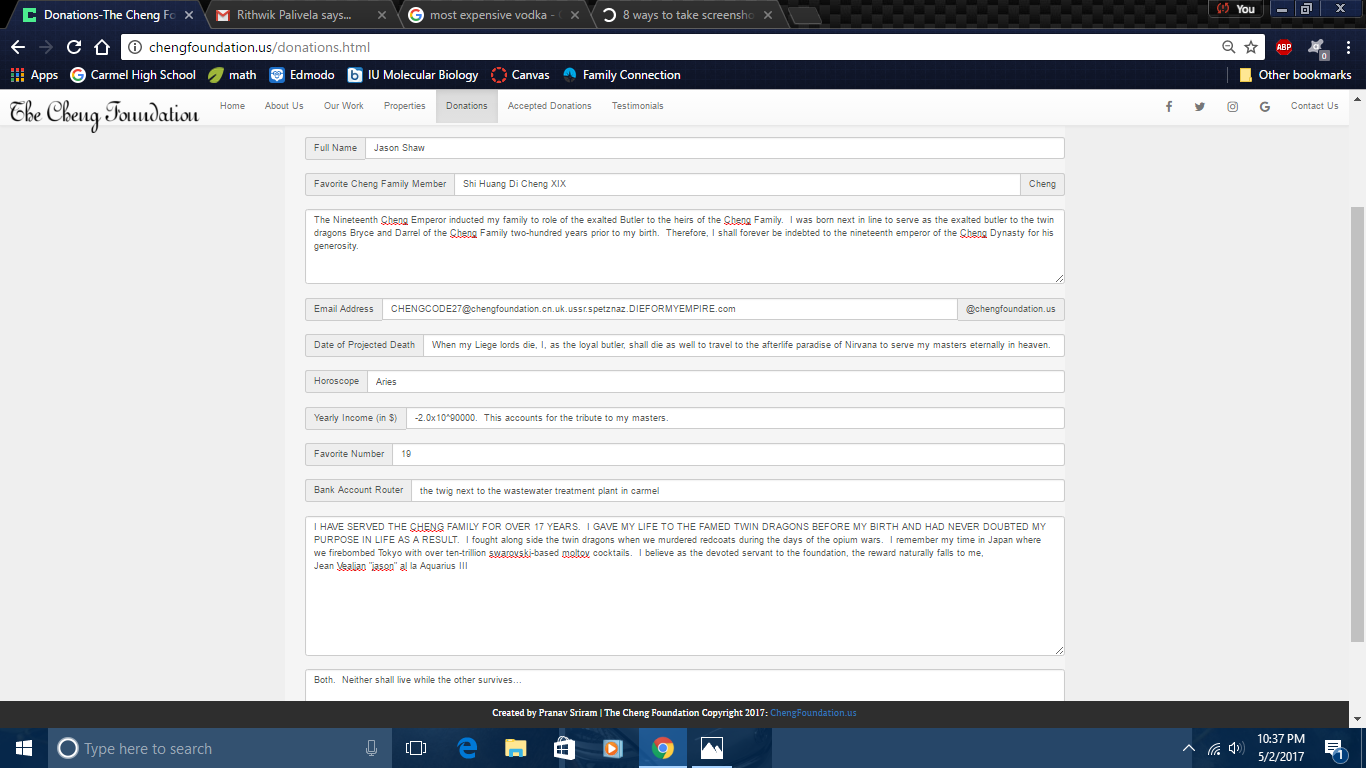 Donations-The Cheng Fo
Rithwik Palivela says...
most expensive vodka - G
8 ways to take screensho
You
chengfoundation.us/donations.html
ABP
0
Apps
Carmel High School
math
Edmodo
IU Molecular Biology
Canvas
Family Connection
Other bookmarks
The Cheng Foundation
Home
About Us
Our Work
Properties
Donations
Accepted Donations
Testimonials
Contact Us
Full Name
Jason Shaw
Favorite Cheng Family Member
Shi Huang Di Cheng XIX
Cheng
The Nineteenth Cheng Emperor inducted my family to role of the exalted Butler to the heirs of the Cheng Family.  I was born next in line to serve as the exalted butler to the twin
dragons Bryce and Darrel of the Cheng Family two-hundred years prior to my birth.  Therefore, I shall forever be indebted to the nineteenth emperor of the Cheng Dynasty for his
generosity.
Email Address
CHENGCODE27@chengfoundation.cn.uk.ussr.spetznaz.DIEFORMYEMPIRE.com
@chengfoundation.us
Date of Projected Death
When my Liege lords die, I, as the loyal butler, shall die as well to travel to the afterlife paradise of Nirvana to serve my masters eternally in heaven.
Horoscope
Aries
Yearly Income (in $)
-2.0x10^90000.  This accounts for the tribute to my masters.
Favorite Number
19
Bank Account Router
the twig next to the wastewater treatment plant in carmel
I HAVE SERVED THE CHENG FAMILY FOR OVER 17 YEARS.  I GAVE MY LIFE TO THE FAMED TWIN DRAGONS BEFORE MY BIRTH AND HAD NEVER DOUBTED MY
PURPOSE IN LIFE AS A RESULT.  I fought along side the twin dragons when we murdered redcoats during the days of the opium wars.  I remember my time in Japan where
we firebombed Tokyo with over ten-trillion swarovski-based moltov cocktails.  I believe as the devoted servant to the foundation, the reward naturally falls to me,
Jean Vealjan "jason" al la Aquarius III
Both.  Neither shall live while the other survives...
Created by Pranav Sriram | The Cheng Foundation Copyright 2017: ChengFoundation.us
Type here to search
10:37 PM
5/2/2017
1